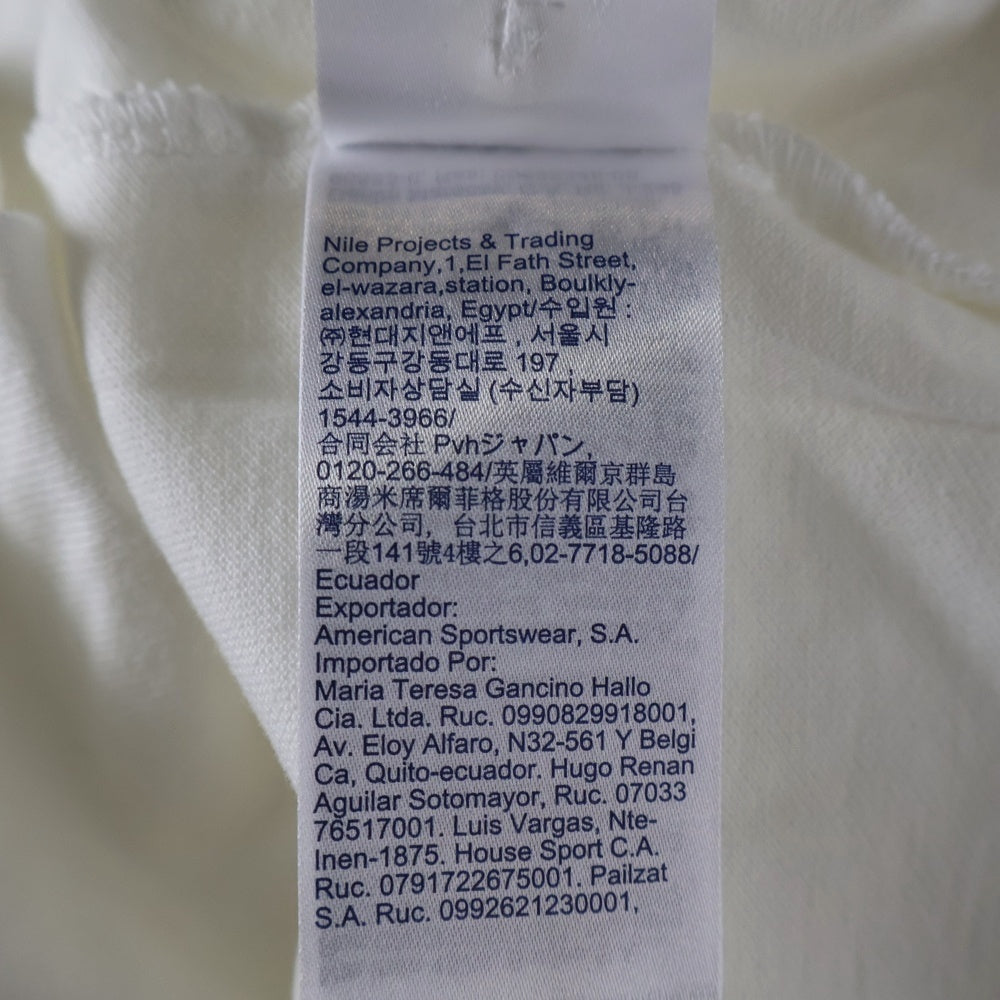 Nile Projects & Trading
Company,1,El Fath Street,
el-wazara,station, Boulkly-
alexandria, Egypt/수입원 :
㈜현대지앤에프 , 서울시
강동구강동대로 197 ,
소비자상담실 (수신자부담)
1544-3966/
合同会社 Pvhジャパン,
0120-266-484/英屬維爾京群島
商湯米席爾菲格股份有限公司台
灣分公司, 台北市信義區基隆路
一段141號4樓之6,02-7718-5088/
Ecuador
Exportador:
American Sportswear, S.A.
Importado Por:
Maria Teresa Gancino Hallo
Cia. Ltda. Ruc. 0990829918001,
Av. Eloy Alfaro, N32-561 Y Belgi
Ca, Quito-ecuador. Hugo Renan
Aguilar Sotomayor, Ruc. 07033
76517001. Luis Vargas, Nte-
Inen-1875. House Sport C.A.
Ruc. 0791722675001. Pailzat
S.A. Ruc. 0992621230001,